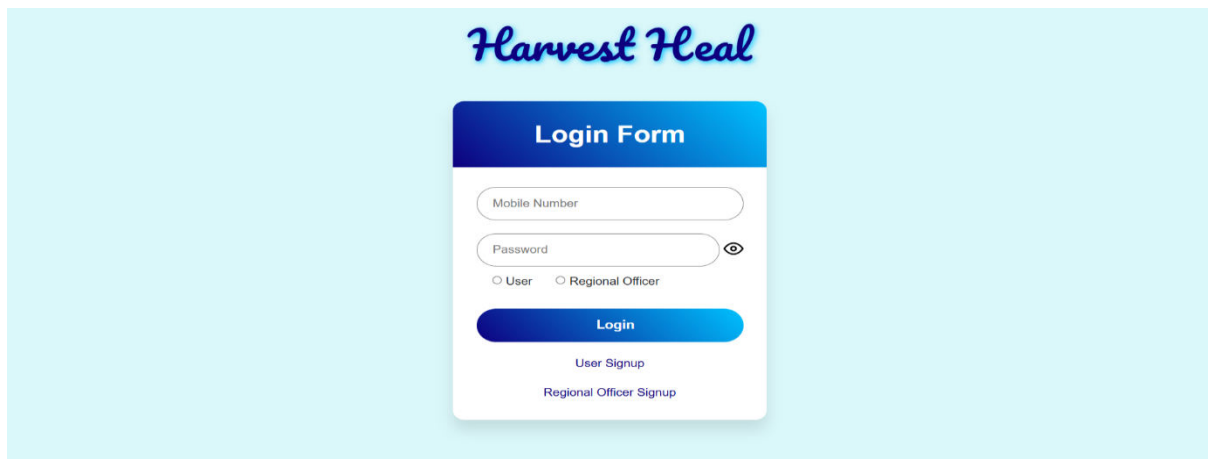 Harvest Heal
Login Form
Mobile Number
Password
User Regional Officer
Login
User Signup
Regional Officer Signup